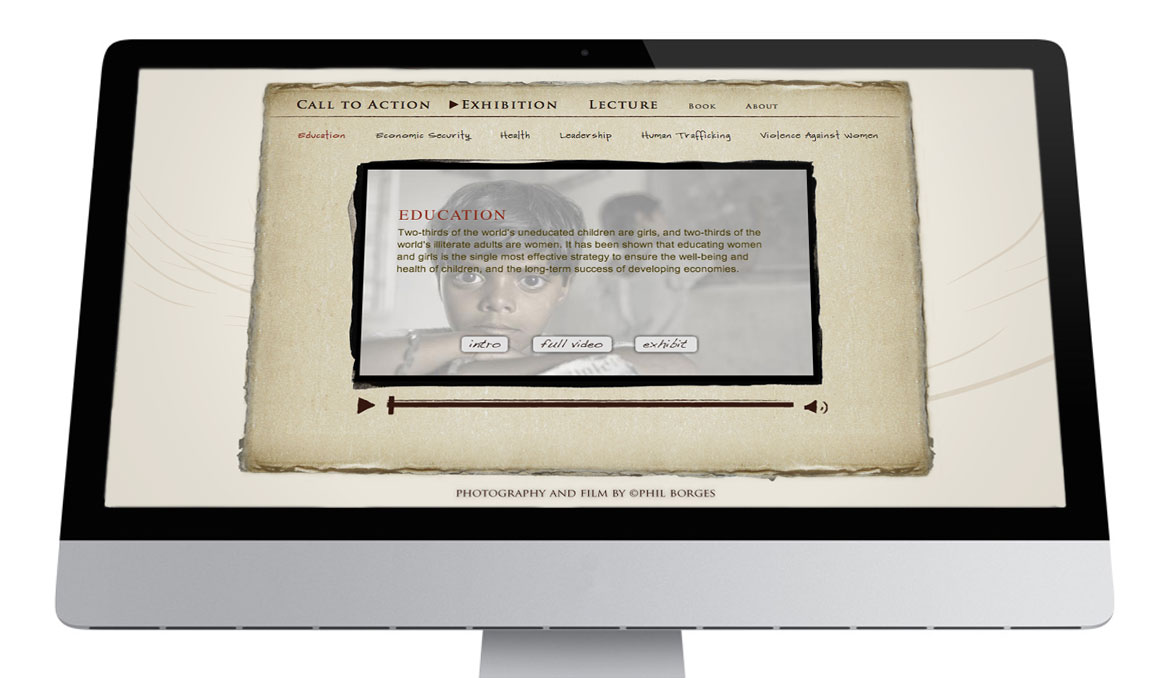 CALL TO ACTION ▶EXHIBITION LECTURE BOOK ABOUT
Education Economic Security Health Leadership Human Trafficking Violence Against Women
EDUCATION
Two-thirds of the world's uneducated children are girls, and two-thirds of the
world's illiterate adults are women. It has been shown that educating women
and girls is the single most effective strategy to ensure the well-being and
health of children, and the long-term success of developing economies.
intro full video exhibit
PHOTOGRAPHY AND FILM BY ©PHIL BORGES